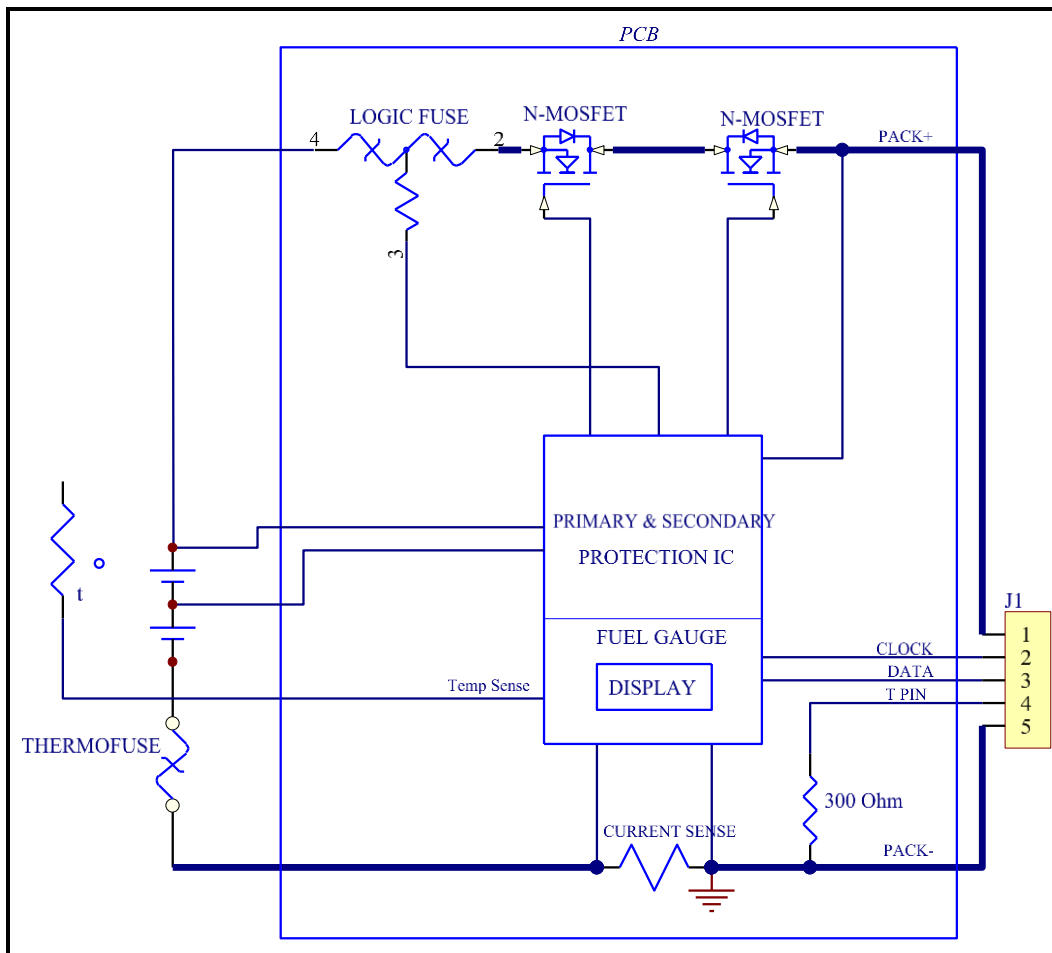 PCB
LOGIC FUSE
N-MOSFET
N-MOSFET
4
2
PACK+
3
PRIMARY & SECONDARY
PROTECTION IC
t
J1
FUEL GAUGE
1
CLOCK
2
DATA
3
Temp Sense
DISPLAY
T PIN
4
5
THERMOFUSE
300 Ohm
CURRENT SENSE
PACK-